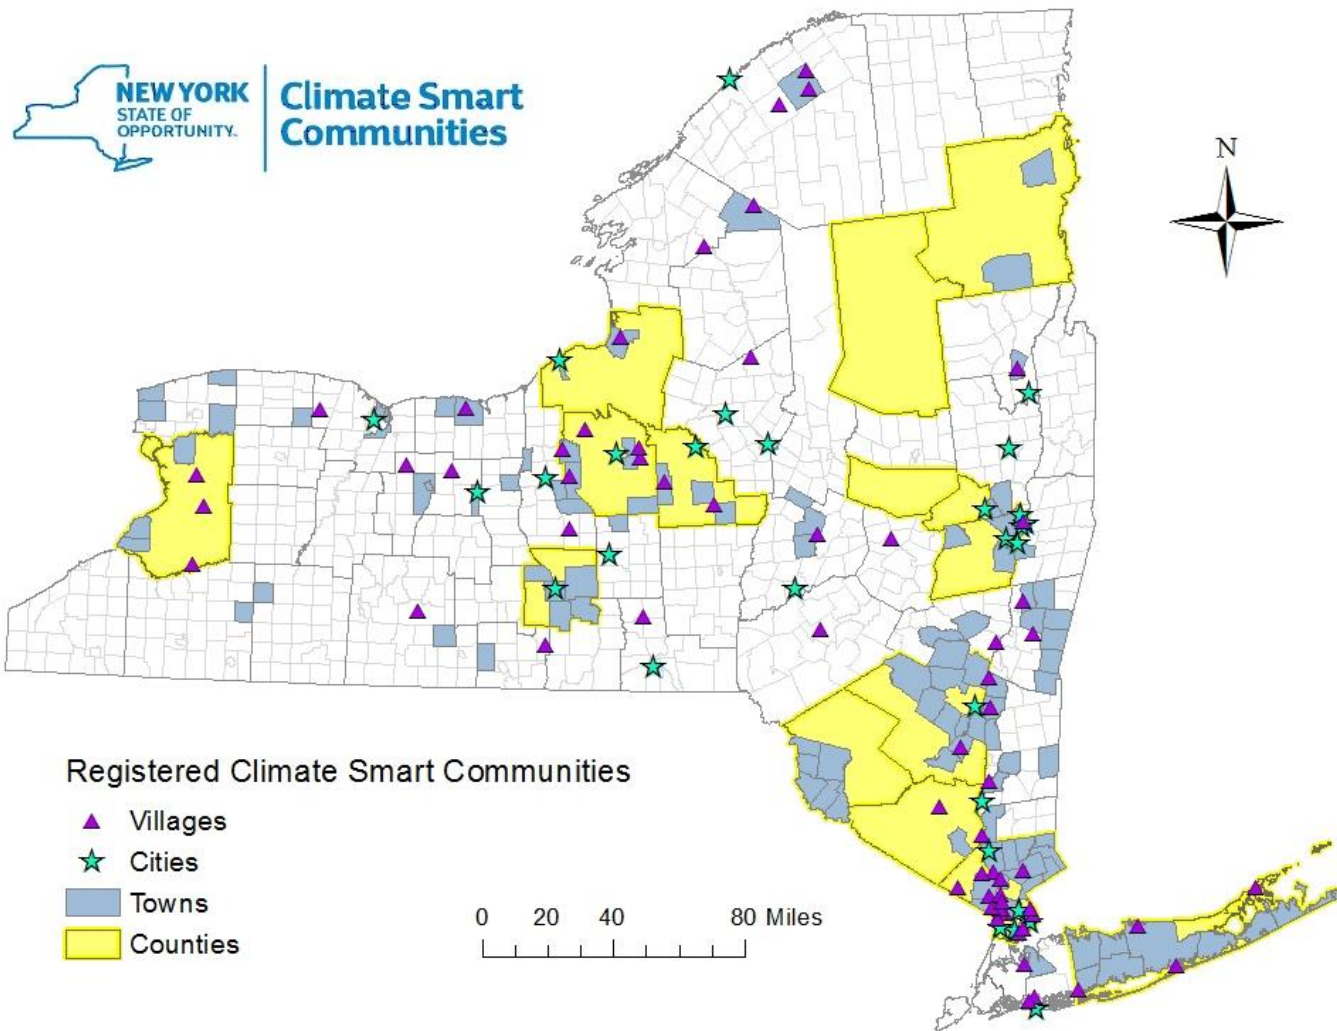 NEW YORK
STATE OF
OPPORTUNITY.
Climate Smart
Communities
N
Registered Climate Smart Communities
Villages
Cities
Towns
Counties
0 20 40 80 Miles